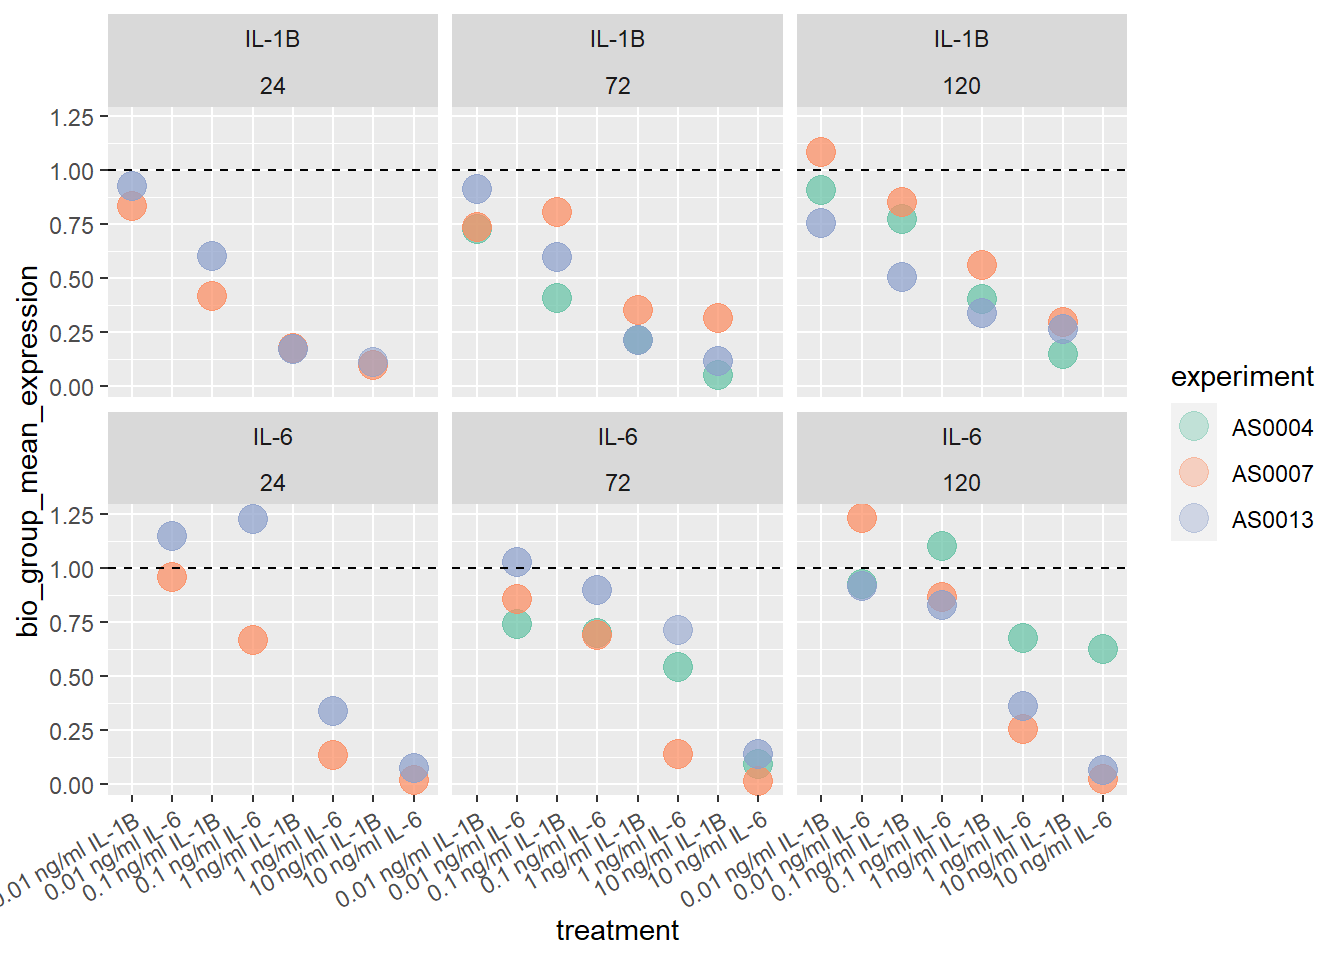 IL-1B
24
IL-1B
72
IL-1B
120
1.25
1.00
0.75
0.50
0.25
0.00
IL-6
24
IL-6
72
IL-6
120
1.25
1.00
0.75
0.50
0.25
0.00
bio_group_mean_expression
0.01 ng/ml IL-1B
0.01 ng/ml IL-6
0.1 ng/ml IL-1B
0.1 ng/ml IL-6
1 ng/ml IL-1B
1 ng/ml IL-6
10 ng/ml IL-1B
10 ng/ml IL-6
0.01 ng/ml IL-1B
0.01 ng/ml IL-6
0.1 ng/ml IL-1B
0.1 ng/ml IL-6
1 ng/ml IL-1B
1 ng/ml IL-6
10 ng/ml IL-1B
10 ng/ml IL-6
0.01 ng/ml IL-1B
0.01 ng/ml IL-6
0.1 ng/ml IL-1B
0.1 ng/ml IL-6
1 ng/ml IL-1B
1 ng/ml IL-6
10 ng/ml IL-1B
10 ng/ml IL-6
treatment
experiment
AS0004
AS0007
AS0013